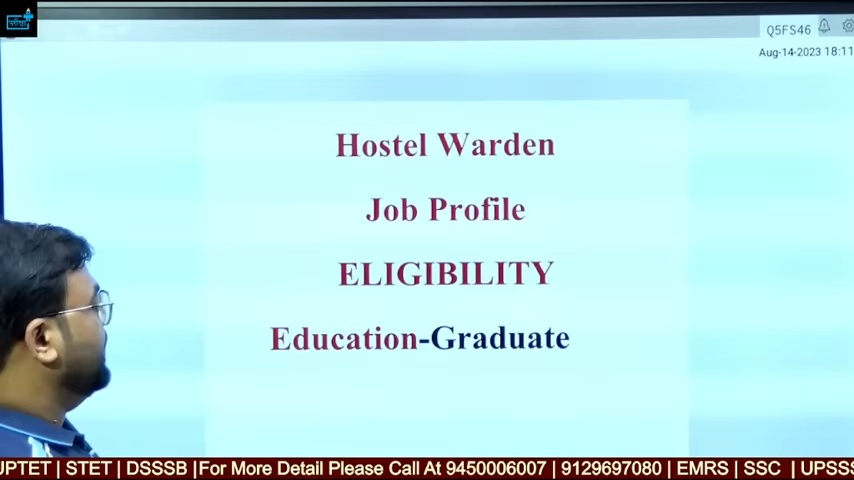 परीक्षा
Q5FS46
Aug-14-2023 18:11
Hostel Warden
Job Profile
ELIGIBILITY
Education-Graduate
UPTET | STET | DSSSB |For More Detail Please Call At 9450006007 | 9129697080 | EMRS | SSC | UPSSS